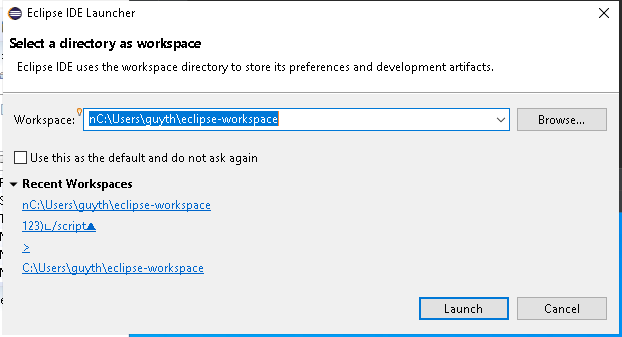 Eclipse IDE Launcher
Select a directory as workspace
Eclipse IDE uses the workspace directory to store its preferences and development artifacts.
Workspace: nC:\Users\guyth\eclipse-workspace Browse...
Use this as the default and do not ask again
Recent Workspaces
nC:\Users\guyth\eclipse-workspace
123)∟/script▲
>
C:\Users\guyth\eclipse-workspace
Launch Cancel